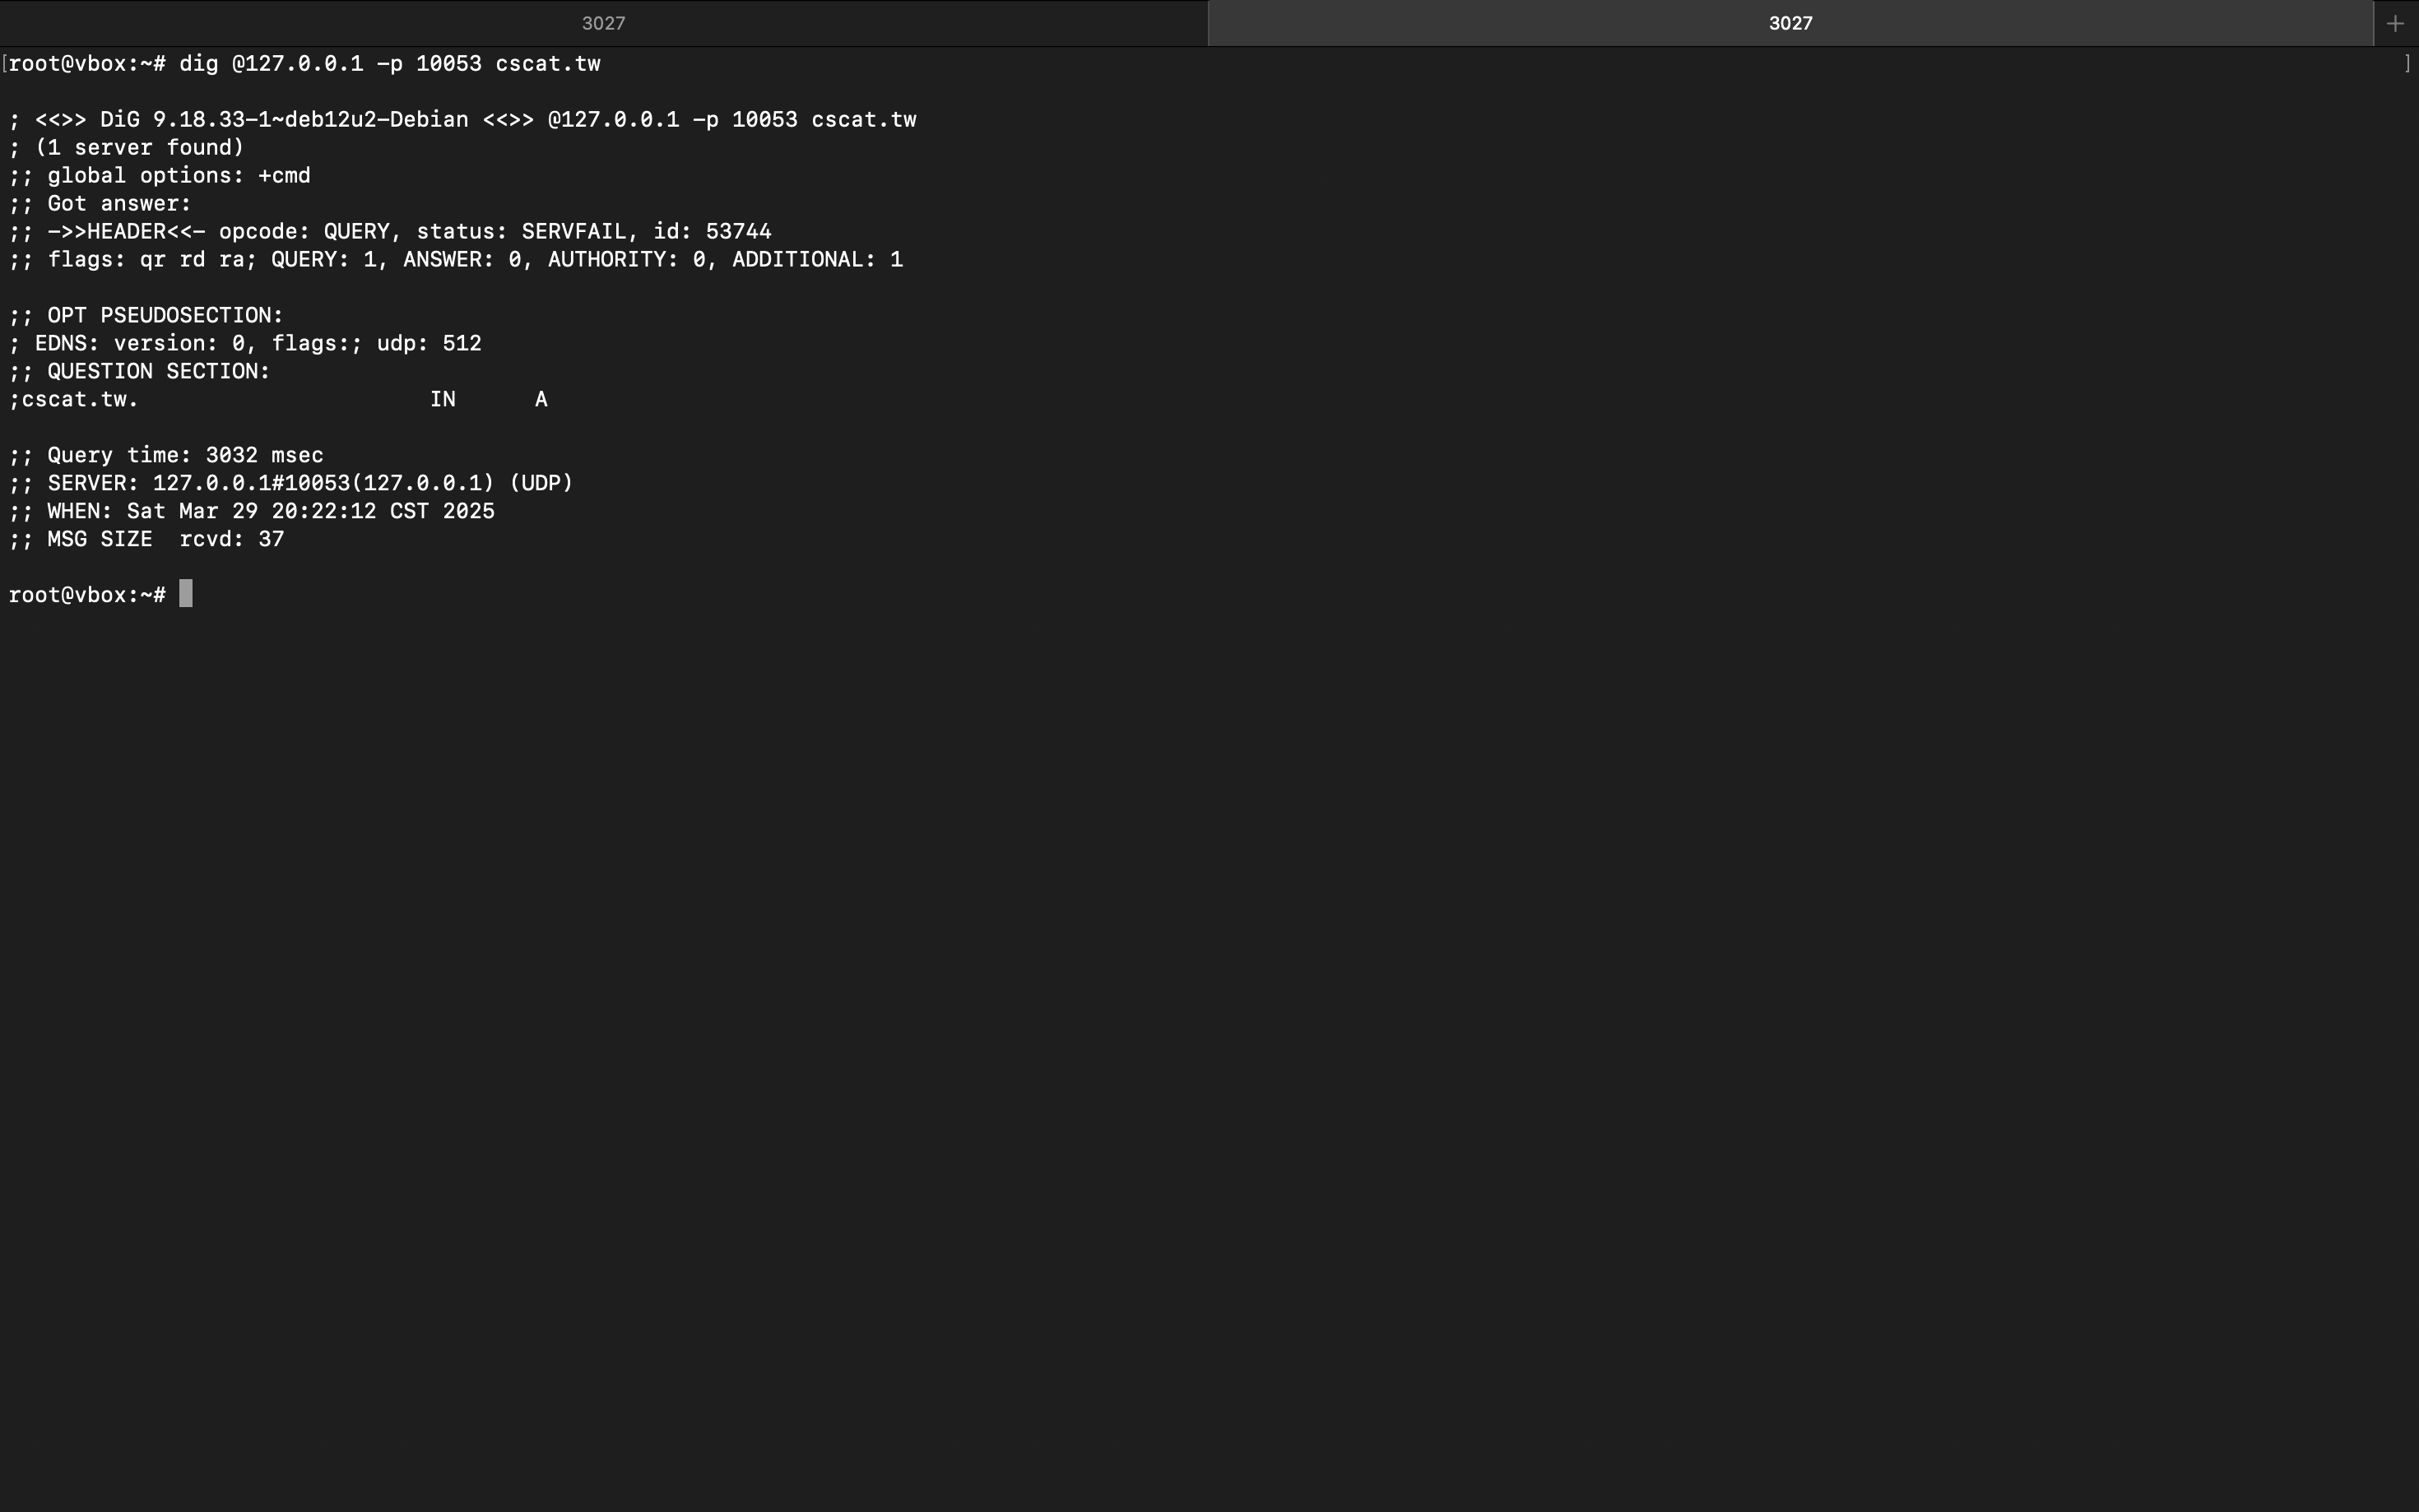 3027
3027
+
[root@vbox:~# dig @127.0.0.1 -p 10053 cscat.tw ]
; <<>> DiG 9.18.33-1~deb12u2-Debian <<>> @127.0.0.1 -p 10053 cscat.tw
; (1 server found)
;; global options: +cmd
;; Got answer:
;; ->>HEADER<<- opcode: QUERY, status: SERVFAIL, id: 53744
;; flags: qr rd ra; QUERY: 1, ANSWER: 0, AUTHORITY: 0, ADDITIONAL: 1
;; OPT PSEUDOSECTION:
; EDNS: version: 0, flags:; udp: 512
;; QUESTION SECTION:
;cscat.tw. IN A
;; Query time: 3032 msec
;; SERVER: 127.0.0.1#10053(127.0.0.1) (UDP)
;; WHEN: Sat Mar 29 20:22:12 CST 2025
;; MSG SIZE  rcvd: 37
root@vbox:~#